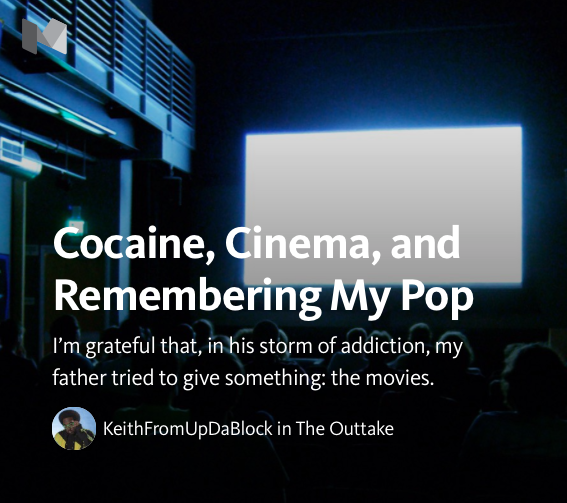 Cocaine, Cinema, and
Remembering My Pop
I’m grateful that, in his storm of addiction, my
father tried to give something: the movies.
KeithFromUpDaBlock in The Outtake